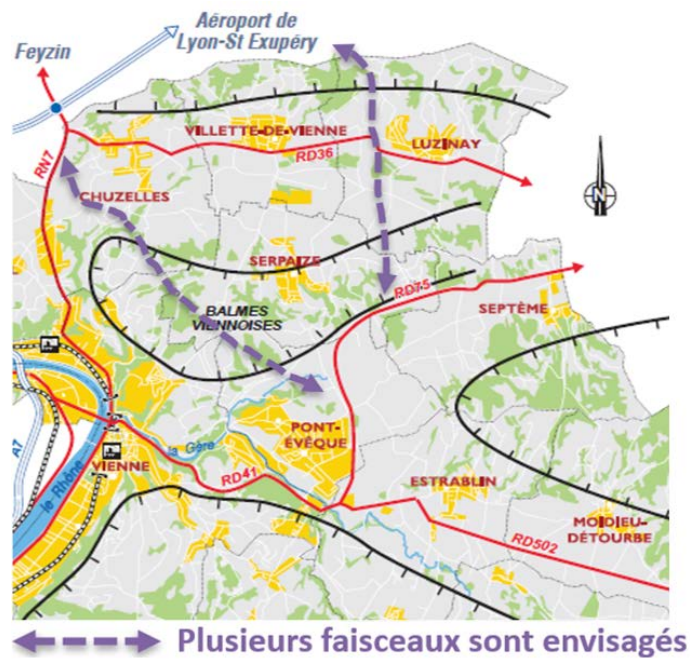 Aéroport de
Lyon-St Exupéry
Feyzin
VILLETTE-DE-VIENNE
LUZINAY
RD36
RN7
CHUZELLES
N
SERPAIZE
RD75
SEPTÈME
BALMES
VIENNOISES
PONT-
ÉVÊQUE
la Gère
A7
le Rhône
VIENNE
RD41
ESTRABLIN
MOIDIEU-
DÉTOURBE
RD502
Plusieurs faisceaux sont envisagés